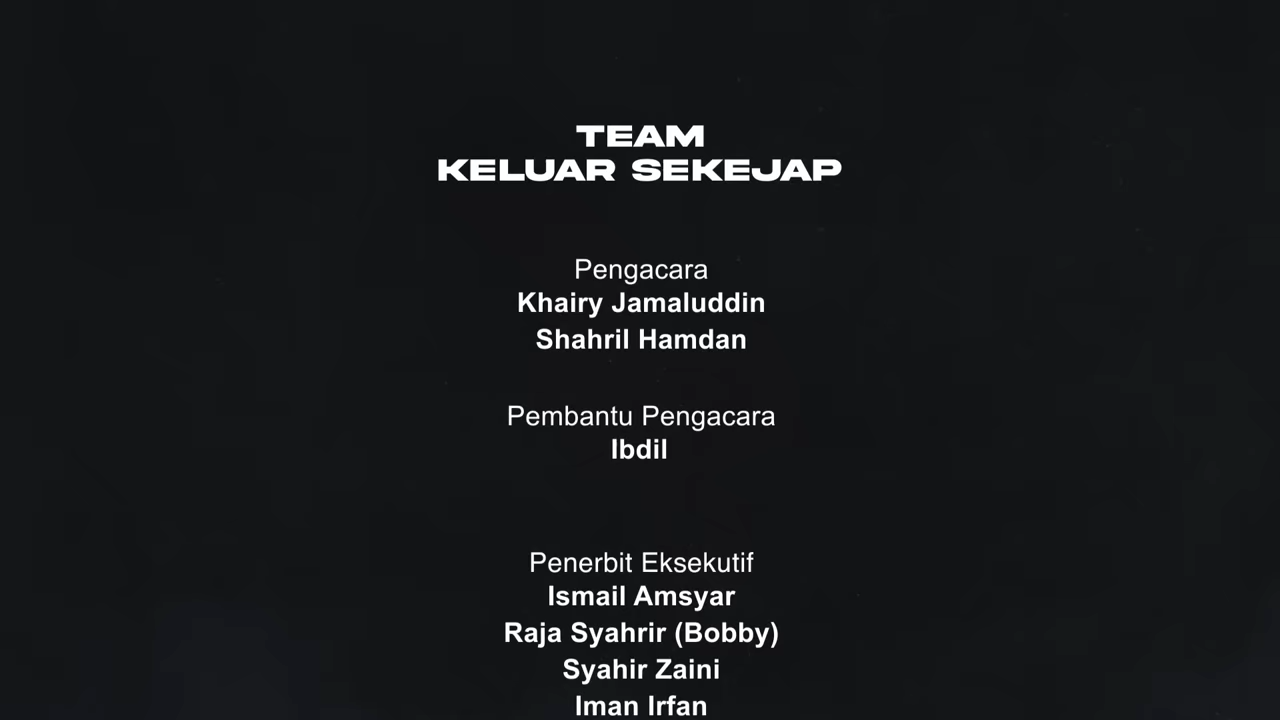 TEAM
KELUAR SEKEJAP
Pengacara
Khairy Jamaluddin
Shahril Hamdan
Pembantu Pengacara
Ibdil
Penerbit Eksekutif
Ismail Amsyar
Raja Syahrir (Bobby)
Syahir Zaini
Iman Irfan